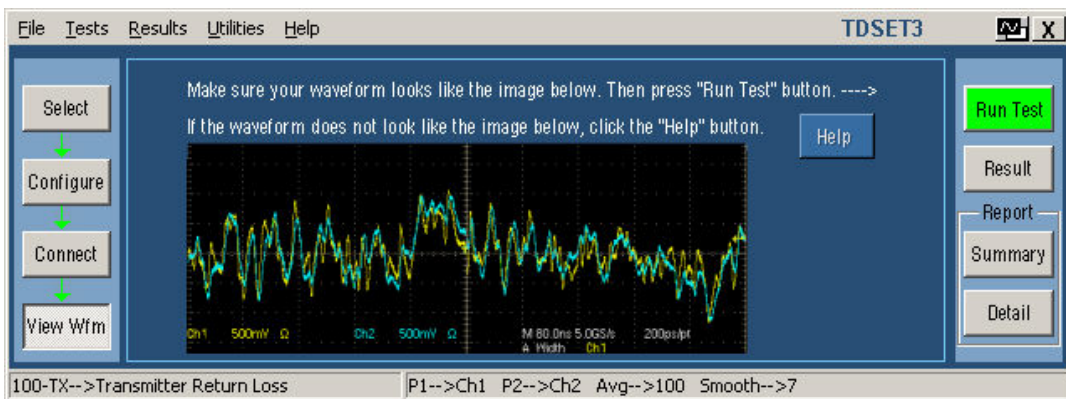 File Tests Results Utilities Help TDSET3 X
Select
Configure
Connect
View Wfm
Make sure your waveform looks like the image below. Then press "Run Test" button. ---->
If the waveform does not look like the image below, click the "Help" button.
Help
Ch1 500mV Ω Ch2 500mV Ω M 80.0ns 5.0GS/s 200ps/pt
A Width Ch1
Run Test
Result
Report
Summary
Detail
100-TX-->Transmitter Return Loss P1-->Ch1 P2-->Ch2 Avg-->100 Smooth-->7